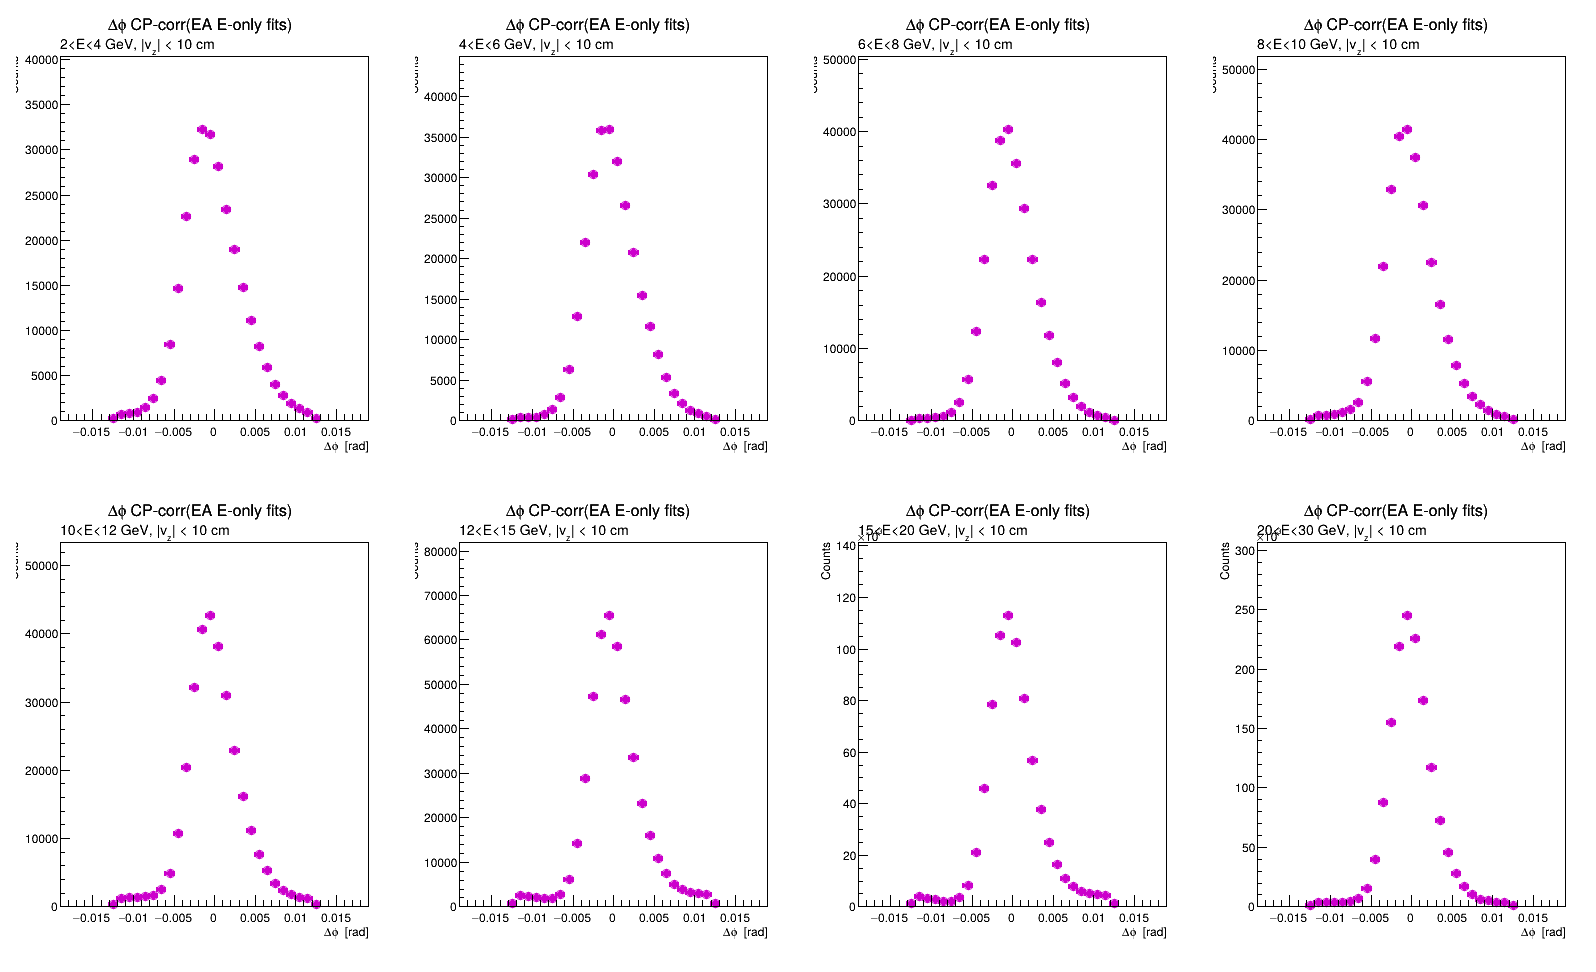 Δϕ CP-corr(EA E-only fits)
2<E<4 GeV, |v_z| < 10 cm
Counts
40000
35000
30000
25000
20000
15000
10000
5000
0
−0.015 −0.01 −0.005 0 0.005 0.01 0.015
Δϕ [rad]
Δϕ CP-corr(EA E-only fits)
4<E<6 GeV, |v_z| < 10 cm
Counts
40000
35000
30000
25000
20000
15000
10000
5000
0
−0.015 −0.01 −0.005 0 0.005 0.01 0.015
Δϕ [rad]
Δϕ CP-corr(EA E-only fits)
6<E<8 GeV, |v_z| < 10 cm
Counts
50000
40000
30000
20000
10000
0
−0.015 −0.01 −0.005 0 0.005 0.01 0.015
Δϕ [rad]
Δϕ CP-corr(EA E-only fits)
8<E<10 GeV, |v_z| < 10 cm
Counts
50000
40000
30000
20000
10000
0
−0.015 −0.01 −0.005 0 0.005 0.01 0.015
Δϕ [rad]
Δϕ CP-corr(EA E-only fits)
10<E<12 GeV, |v_z| < 10 cm
Counts
50000
40000
30000
20000
10000
0
−0.015 −0.01 −0.005 0 0.005 0.01 0.015
Δϕ [rad]
Δϕ CP-corr(EA E-only fits)
12<E<15 GeV, |v_z| < 10 cm
Counts
80000
70000
60000
50000
40000
30000
20000
10000
0
−0.015 −0.01 −0.005 0 0.005 0.01 0.015
Δϕ [rad]
Δϕ CP-corr(EA E-only fits)
15<E<20 GeV, |v_z| < 10 cm
Counts
140
120
100
80
60
40
20
0
−0.015 −0.01 −0.005 0 0.005 0.01 0.015
Δϕ [rad]
Δϕ CP-corr(EA E-only fits)
20<E<30 GeV, |v_z| < 10 cm
Counts
300
250
200
150
100
50
0
−0.015 −0.01 −0.005 0 0.005 0.01 0.015
Δϕ [rad]